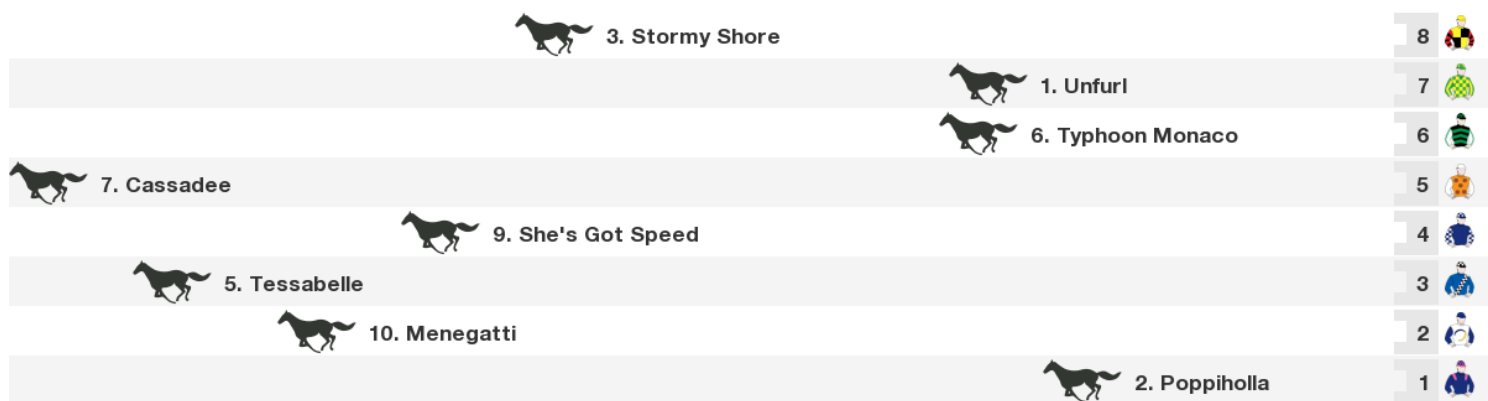 3. Stormy Shore 8
1. Unfurl 7
6. Typhoon Monaco 6
7. Cassadee 5
9. She's Got Speed 4
5. Tessabelle 3
10. Menegatti 2
2. Poppiholla 1